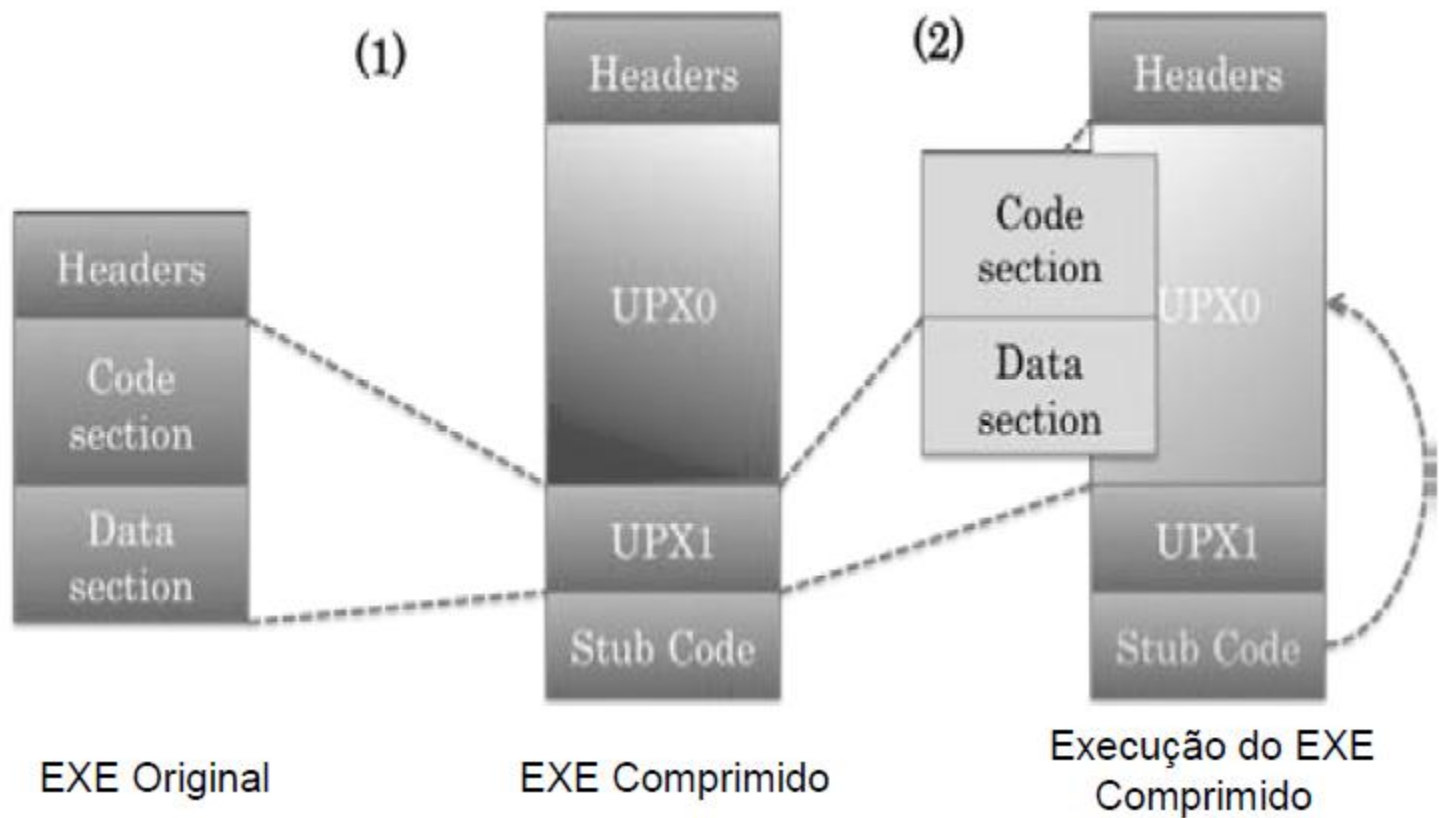 (1)
(2)
Headers
Code
section
Data
section
EXE Original
Headers
UPX0
UPX1
Stub Code
EXE Comprimido
Headers
Code
section
Data
section
UPX0
UPX1
Stub Code
Execução do EXE
Comprimido